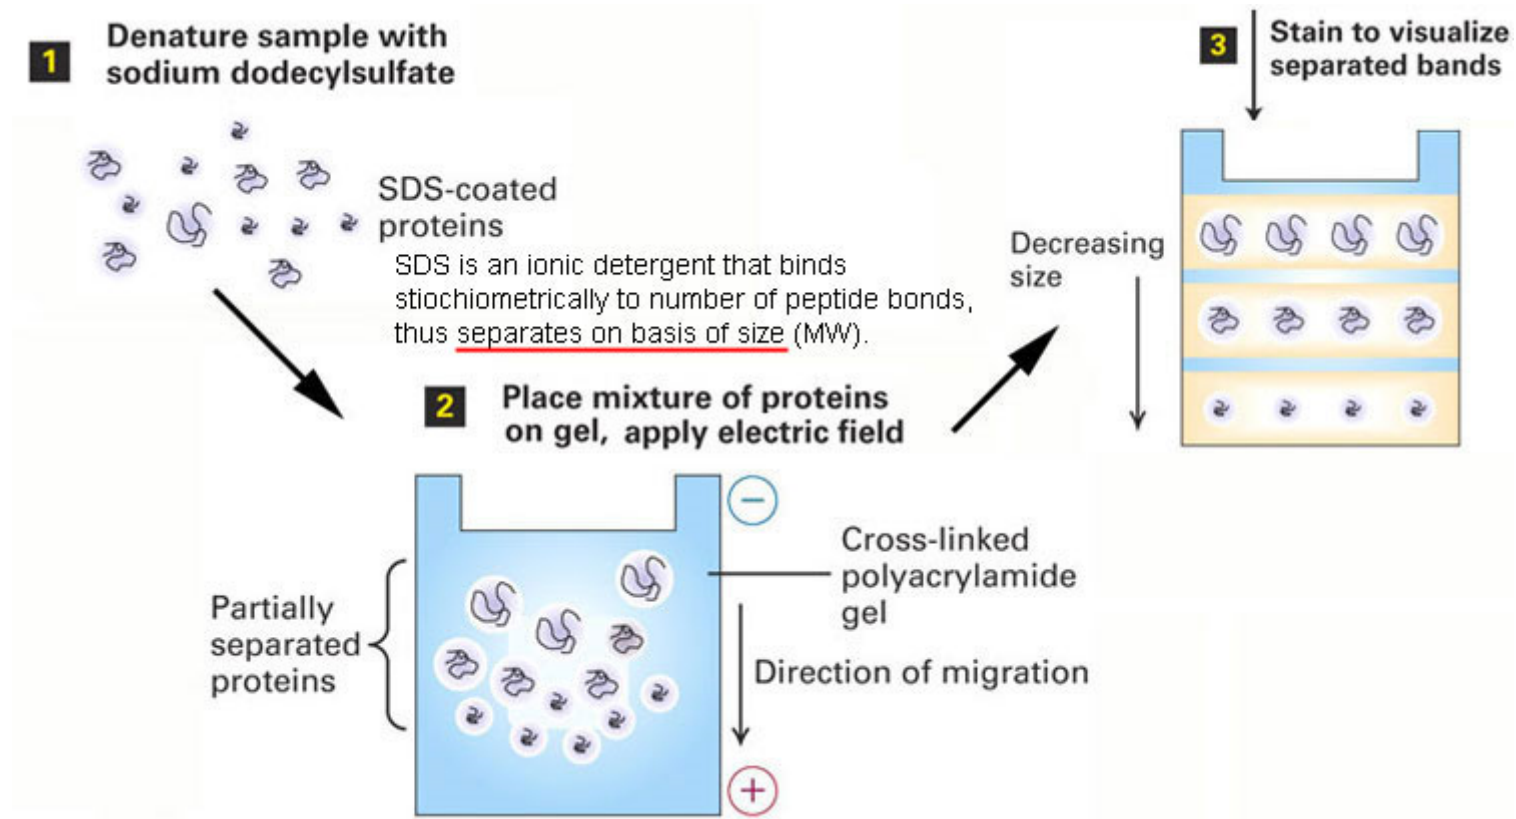 1
Denature sample with
sodium dodecylsulfate
SDS-coated
proteins
SDS is an ionic detergent that binds
stiochiometrically to number of peptide bonds,
thus separates on basis of size (MW).
2
Place mixture of proteins
on gel, apply electric field
−
Cross-linked
polyacrylamide
gel
Partially
separated
proteins
Direction of migration
+
3
Stain to visualize
separated bands
Decreasing
size